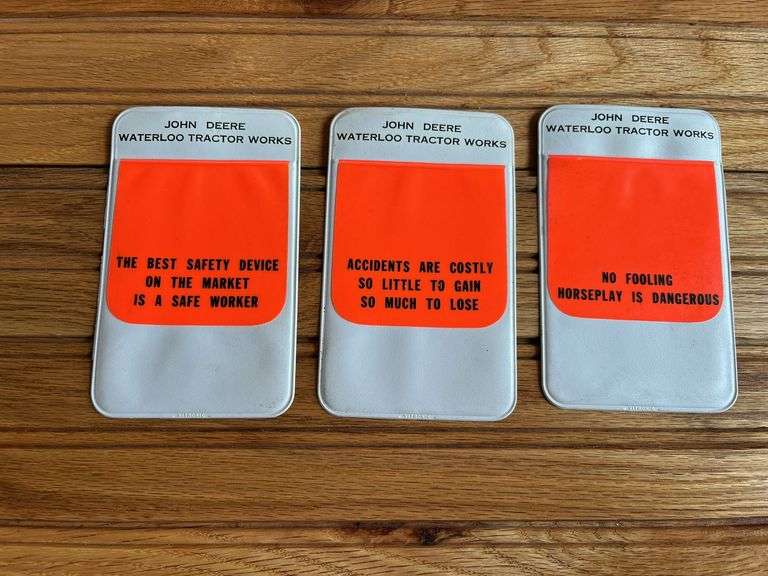 JOHN DEERE
WATERLOO TRACTOR WORKS
THE BEST SAFETY DEVICE
ON THE MARKET
IS A SAFE WORKER
JOHN DEERE
WATERLOO TRACTOR WORKS
ACCIDENTS ARE COSTLY
SO LITTLE TO GAIN
SO MUCH TO LOSE
JOHN DEERE
WATERLOO TRACTOR WORKS
NO FOOLING
HORSEPLAY IS DANGEROUS